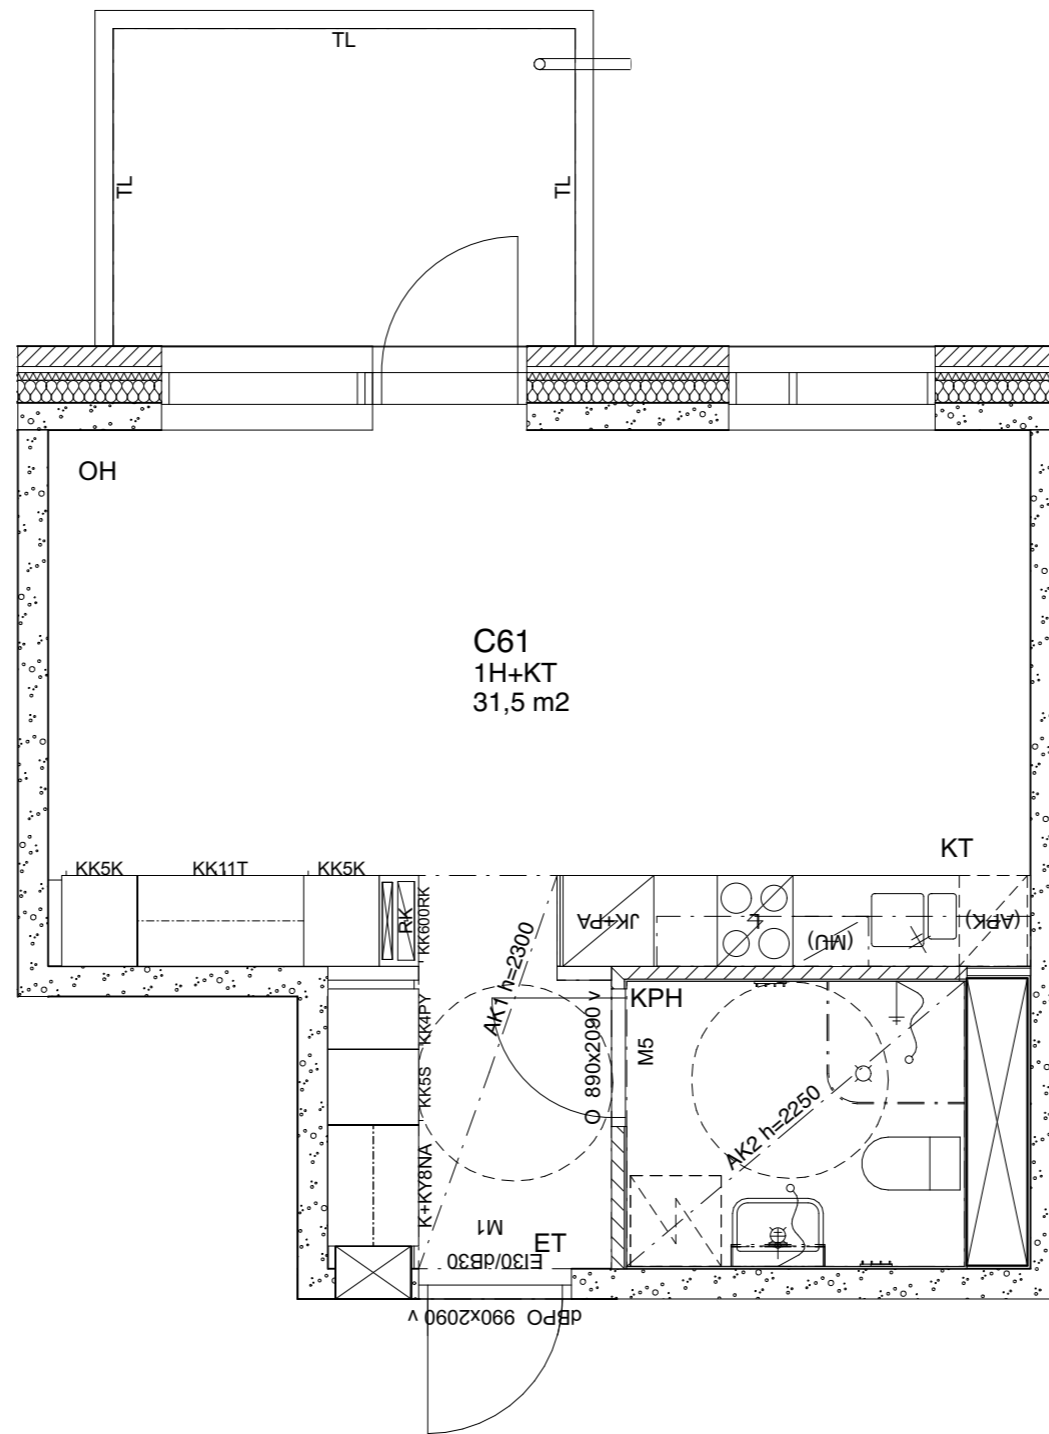 TL
TL
TL
OH
C61
1H+KT
31,5 m2
KT
KK5K
KK11T
KK5K
RK
KK600RK
JK+PA
L
(MU)
(APK)
AK1 h=2300
KPH
KK4PY
KK5S
K+KY8NA
O 890x2090 v
M5
AK2 h=2250
M1
ET
EI30/dB30
dBPO 990x2090 v